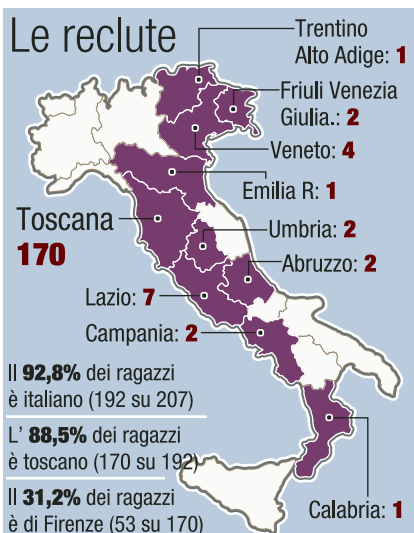 Le reclute
Trentino
Alto Adige: 1
Friuli Venezia
Giulia.: 2
Veneto: 4
Emilia R: 1
Toscana
170
Umbria: 2
Abruzzo: 2
Lazio: 7
Campania: 2
Il 92,8% dei ragazzi
è italiano (192 su 207)
L' 88,5% dei ragazzi
è toscano (170 su 192)
Il 31,2% dei ragazzi
è di Firenze (53 su 170)
Calabria: 1